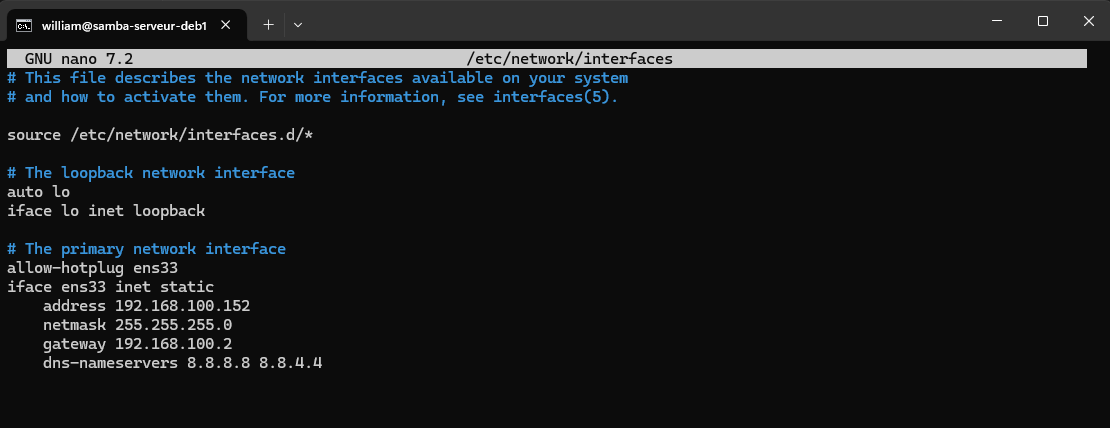 william@samba-serveur-deb1
GNU nano 7.2 /etc/network/interfaces
# This file describes the network interfaces available on your system
# and how to activate them. For more information, see interfaces(5).
source /etc/network/interfaces.d/*
# The loopback network interface
auto lo
iface lo inet loopback
# The primary network interface
allow-hotplug ens33
iface ens33 inet static
    address 192.168.100.152
    netmask 255.255.255.0
    gateway 192.168.100.2
    dns-nameservers 8.8.8.8 8.8.4.4